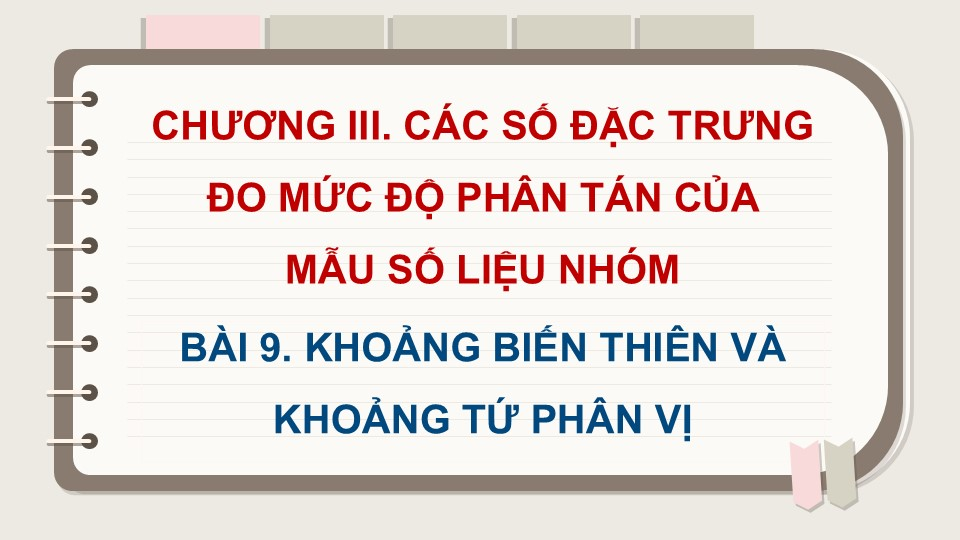 CHƯƠNG III. CÁC SỐ ĐẶC TRƯNG
ĐO MỨC ĐỘ PHÂN TÁN CỦA
MẪU SỐ LIỆU NHÓM
BÀI 9. KHOẢNG BIẾN THIÊN VÀ
KHOẢNG TỨ PHÂN VỊ